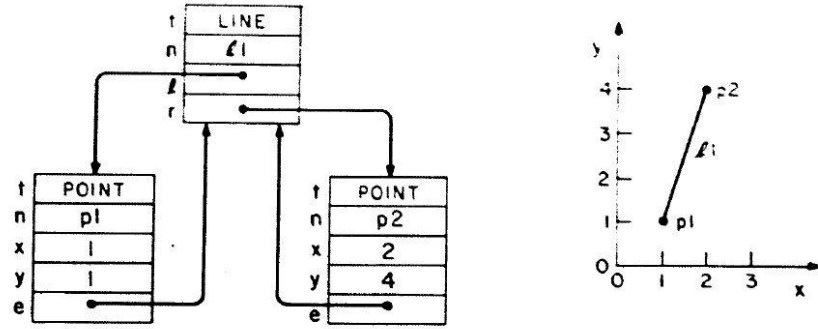 t LINE
n ℓ1
ℓ
r
t POINT
n p1
x 1
y 1
e
t POINT
n p2
x 2
y 4
e
y
4 p2
3
ℓ1
2
1 p1
0
0 1 2 3
x